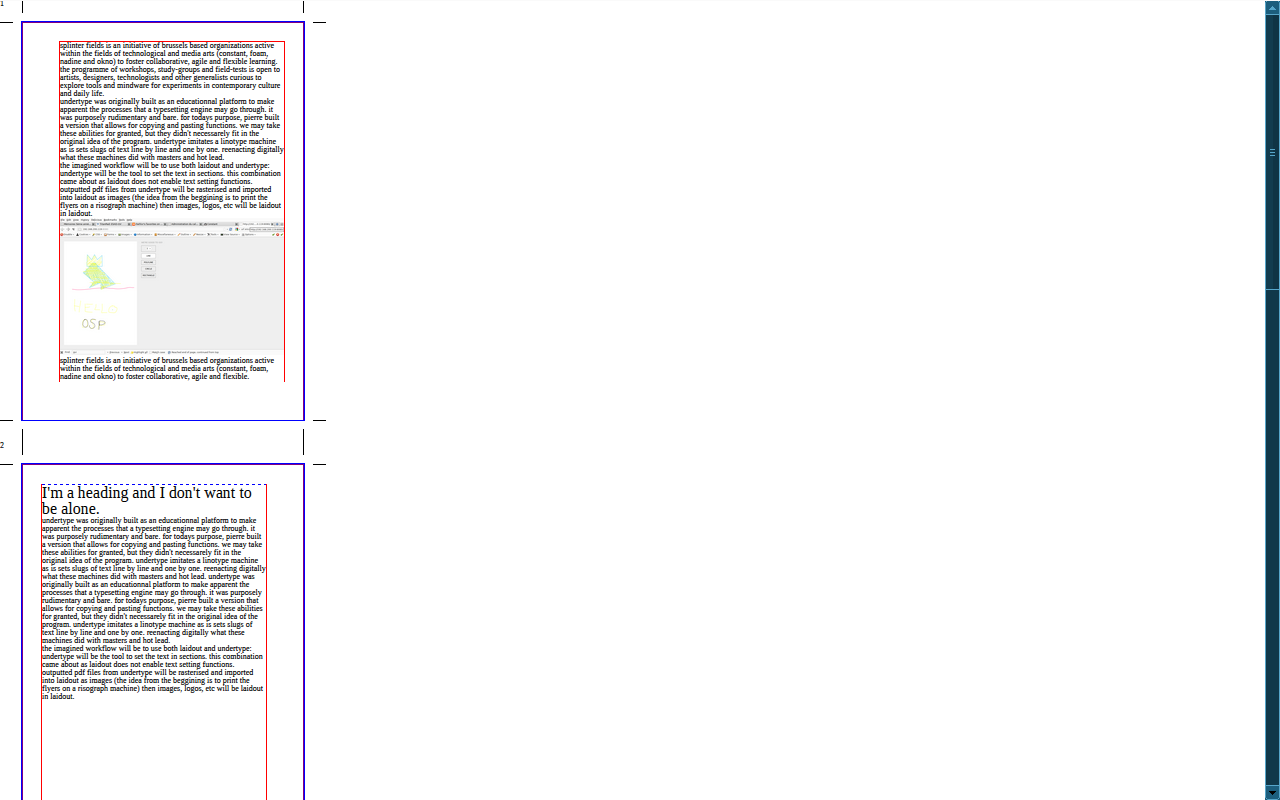 1
splinter fields is an initiative of brussels based organizations active
within the fields of technological and media arts (constant, foam,
nadine and okno) to foster collaborative, agile and flexible learning.
the programme of workshops, study-groups and field-tests is open to
artists, designers, technologists and other generalists curious to
explore tools and mindware for experiments in contemporary culture
and daily life.
undertype was originally built as an educationnal platform to make
apparent the processes that a typesetting engine may go through. it
was purposely rudimentary and bare. for todays purpose, pierre built
a version that allows for copying and pasting functions. we may take
these abilities for granted, but they didn't necessarely fit in the
original idea of the program. undertype imitates a linotype machine
as is sets slugs of text line by line and one by one. reenacting digitally
what these machines did with masters and hot lead.
the imagined workflow will be to use both laidout and undertype:
undertype will be the tool to set the text in sections. this combination
came about as laidout does not enable text setting functions.
outputted pdf files from undertype will be rasterised and imported
into laidout as images (the idea from the beggining is to print the
flyers on a risograph machine) then images, logos, etc will be laidout
in laidout.
OSP
splinter fields is an initiative of brussels based organizations active
within the fields of technological and media arts (constant, foam,
nadine and okno) to foster collaborative, agile and flexible.
2
I'm a heading and I don't want to
be alone.
undertype was originally built as an educationnal platform to make
apparent the processes that a typesetting engine may go through. it
was purposely rudimentary and bare. for todays purpose, pierre built
a version that allows for copying and pasting functions. we may take
these abilities for granted, but they didn't necessarely fit in the
original idea of the program. undertype imitates a linotype machine
as is sets slugs of text line by line and one by one. reenacting digitally
what these machines did with masters and hot lead. undertype was
originally built as an educationnal platform to make apparent the
processes that a typesetting engine may go through. it was purposely
rudimentary and bare. for todays purpose, pierre built a version that
allows for copying and pasting functions. we may take these abilities
for granted, but they didn't necessarely fit in the original idea of the
program. undertype imitates a linotype machine as is sets slugs of
text line by line and one by one. reenacting digitally what these
machines did with masters and hot lead.
the imagined workflow will be to use both laidout and undertype:
undertype will be the tool to set the text in sections. this combination
came about as laidout does not enable text setting functions.
outputted pdf files from undertype will be rasterised and imported
into laidout as images (the idea from the beggining is to print the
flyers on a risograph machine) then images, logos, etc will be laidout
in laidout.